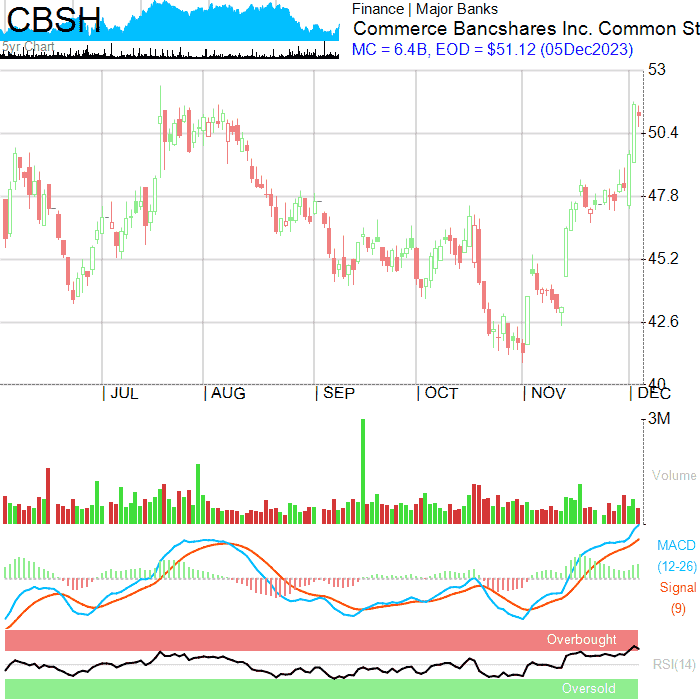 CBSH
5yr Chart
Finance | Major Banks
Commerce Bancshares Inc. Common St
MC = 6.4B, EOD = $51.12 (05Dec2023)
53
50.4
47.8
45.2
42.6
40
| JUL | AUG | SEP | OCT | NOV | DEC
3M
Volume
MACD
(12-26)
Signal
(9)
Overbought
RSI(14)
Oversold